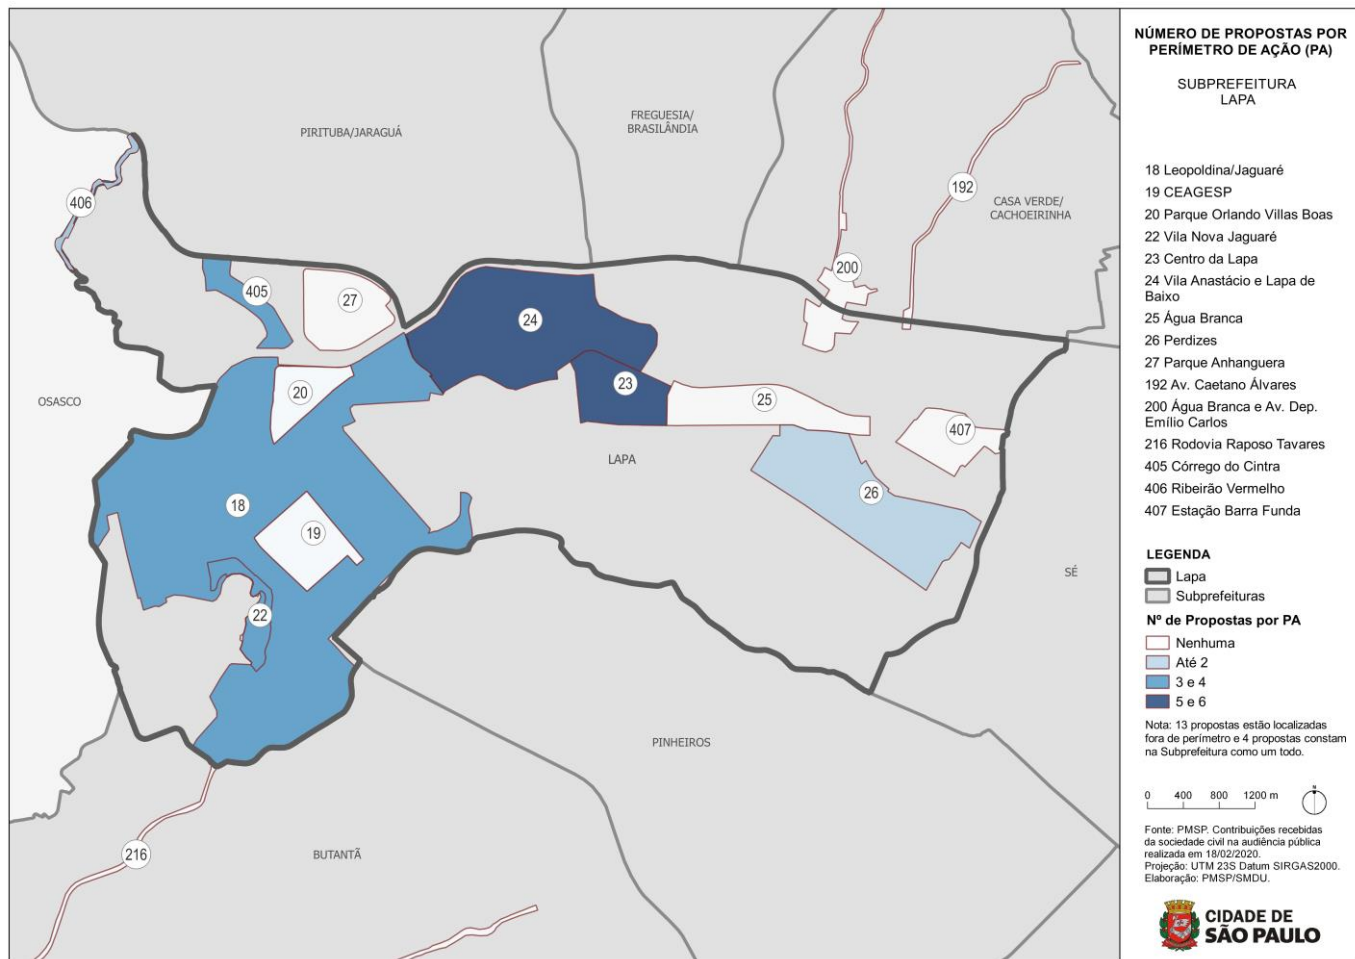 NÚMERO DE PROPOSTAS POR
PERÍMETRO DE AÇÃO (PA)
SUBPREFEITURA
LAPA
18 Leopoldina/Jaguaré
19 CEAGESP
20 Parque Orlando Villas Boas
22 Vila Nova Jaguaré
23 Centro da Lapa
24 Vila Anastácio e Lapa de
Baixo
25 Água Branca
26 Perdizes
27 Parque Anhanguera
192 Av. Caetano Álvares
200 Água Branca e Av. Dep.
Emílio Carlos
216 Rodovia Raposo Tavares
405 Córrego do Cintra
406 Ribeirão Vermelho
407 Estação Barra Funda
LEGENDA
Lapa
Subprefeituras
Nº de Propostas por PA
Nenhuma
Até 2
3 e 4
5 e 6
Nota: 13 propostas estão localizadas
fora de perímetro e 4 propostas constam
na Subprefeitura como um todo.
0 400 800 1200 m
N
Fonte: PMSP. Contribuições recebidas
da sociedade civil na audiência pública
realizada em 18/02/2020.
Projeção: UTM 23S Datum SIRGAS2000.
Elaboração: PMSP/SMDU.
CIDADE DE
SÃO PAULO
PIRITUBA/JARAGUÁ
FREGUESIA/
BRASILÂNDIA
CASA VERDE/
CACHOEIRINHA
OSASCO
LAPA
SÉ
PINHEIROS
BUTANTÃ
406
192
200
405
27
24
20
23
25
407
26
18
19
22
216